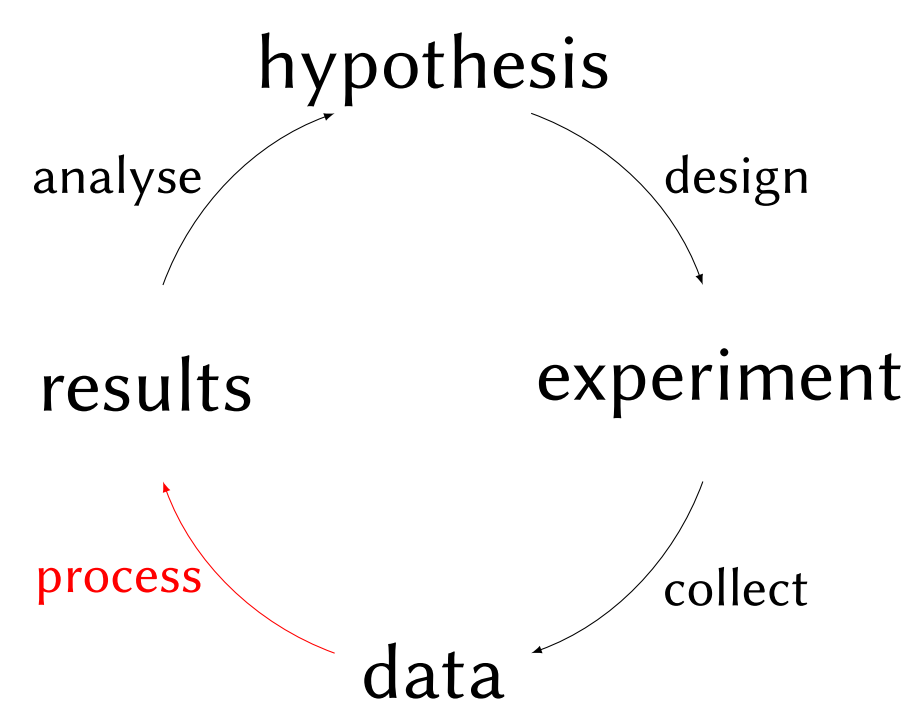 hypothesis
analyse
design
results
experiment
process
collect
data